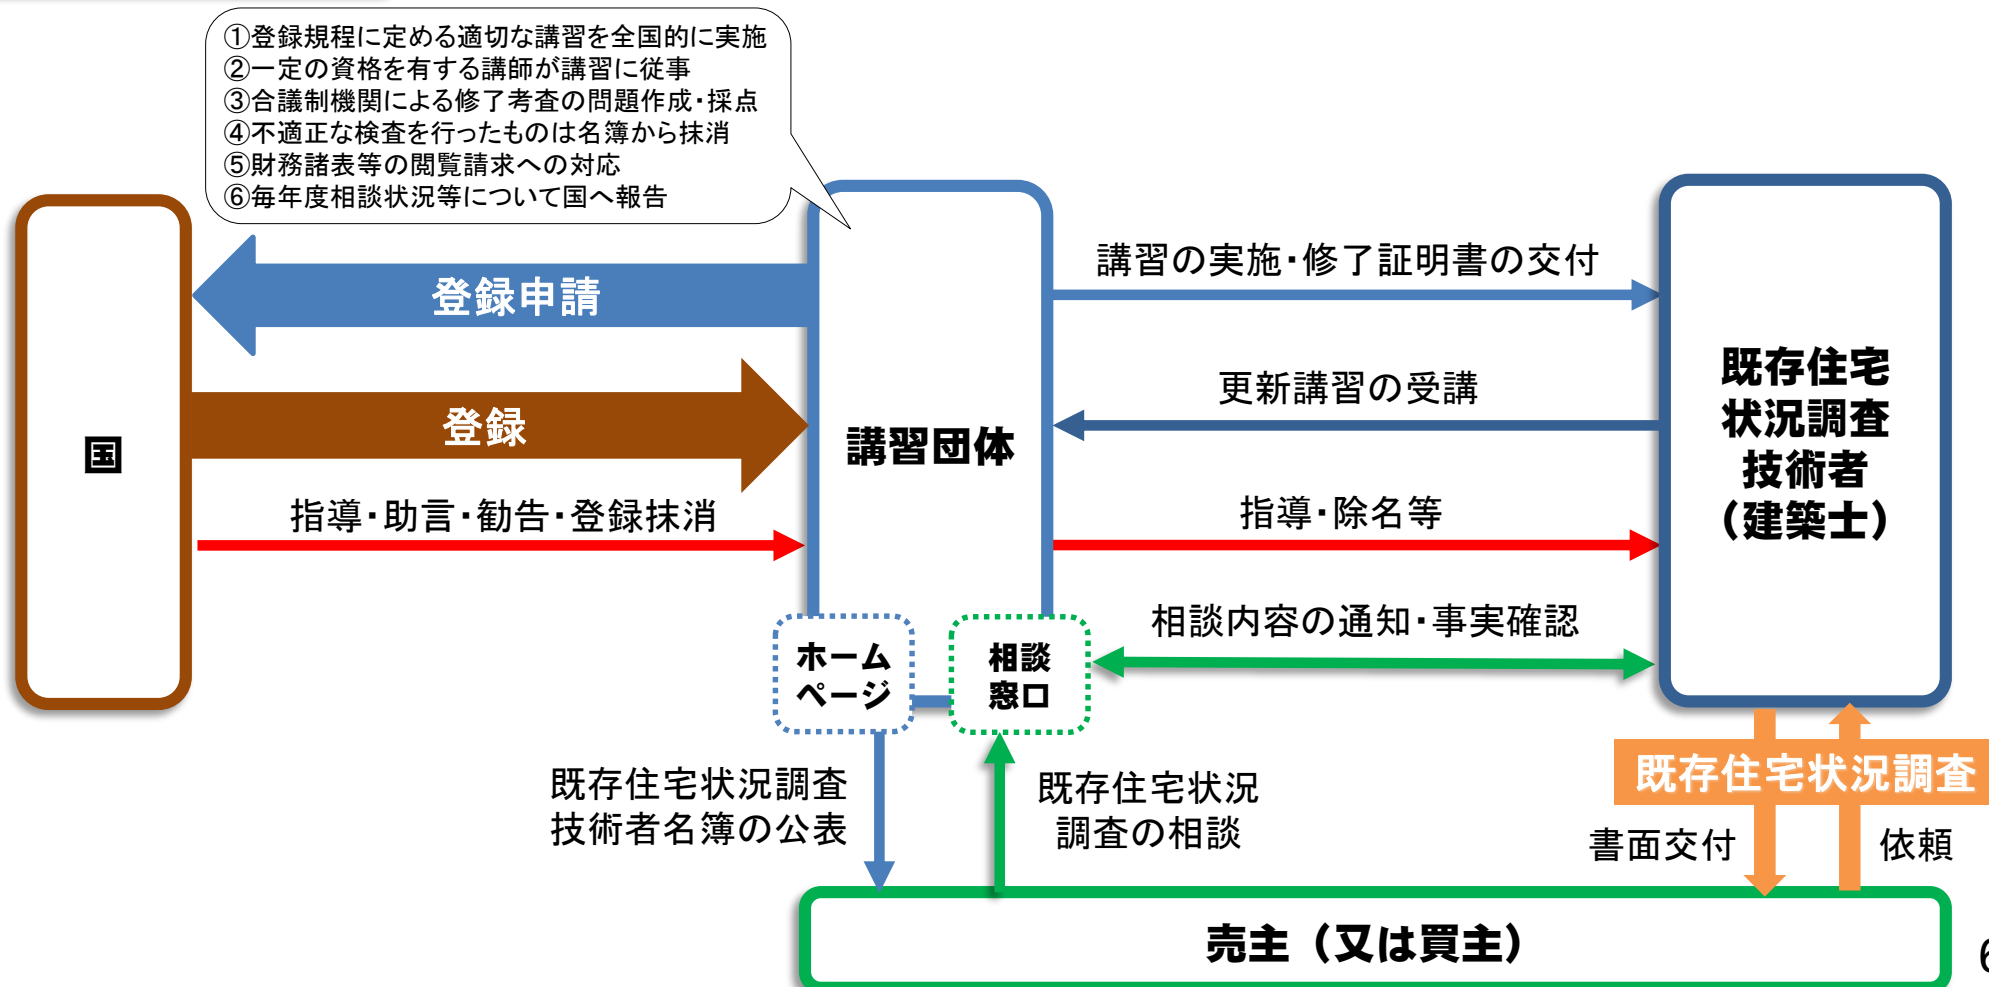 ①登録規程に定める適切な講習を全国的に実施
②一定の資格を有する講師が講習に従事
③合議制機関による修了考査の問題作成・採点
④不適正な検査を行ったものは名簿から抹消
⑤財務諸表等の閲覧請求への対応
⑥毎年度相談状況等について国へ報告
国
登録申請
登録
指導・助言・勧告・登録抹消
講習団体
講習の実施・修了証明書の交付
更新講習の受講
指導・除名等
相談内容の通知・事実確認
既存住宅
状況調査
技術者
（建築士）
ホーム
ページ
相談
窓口
既存住宅状況調査
技術者名簿の公表
既存住宅状況
調査の相談
既存住宅状況調査
書面交付
依頼
売主（又は買主）
6